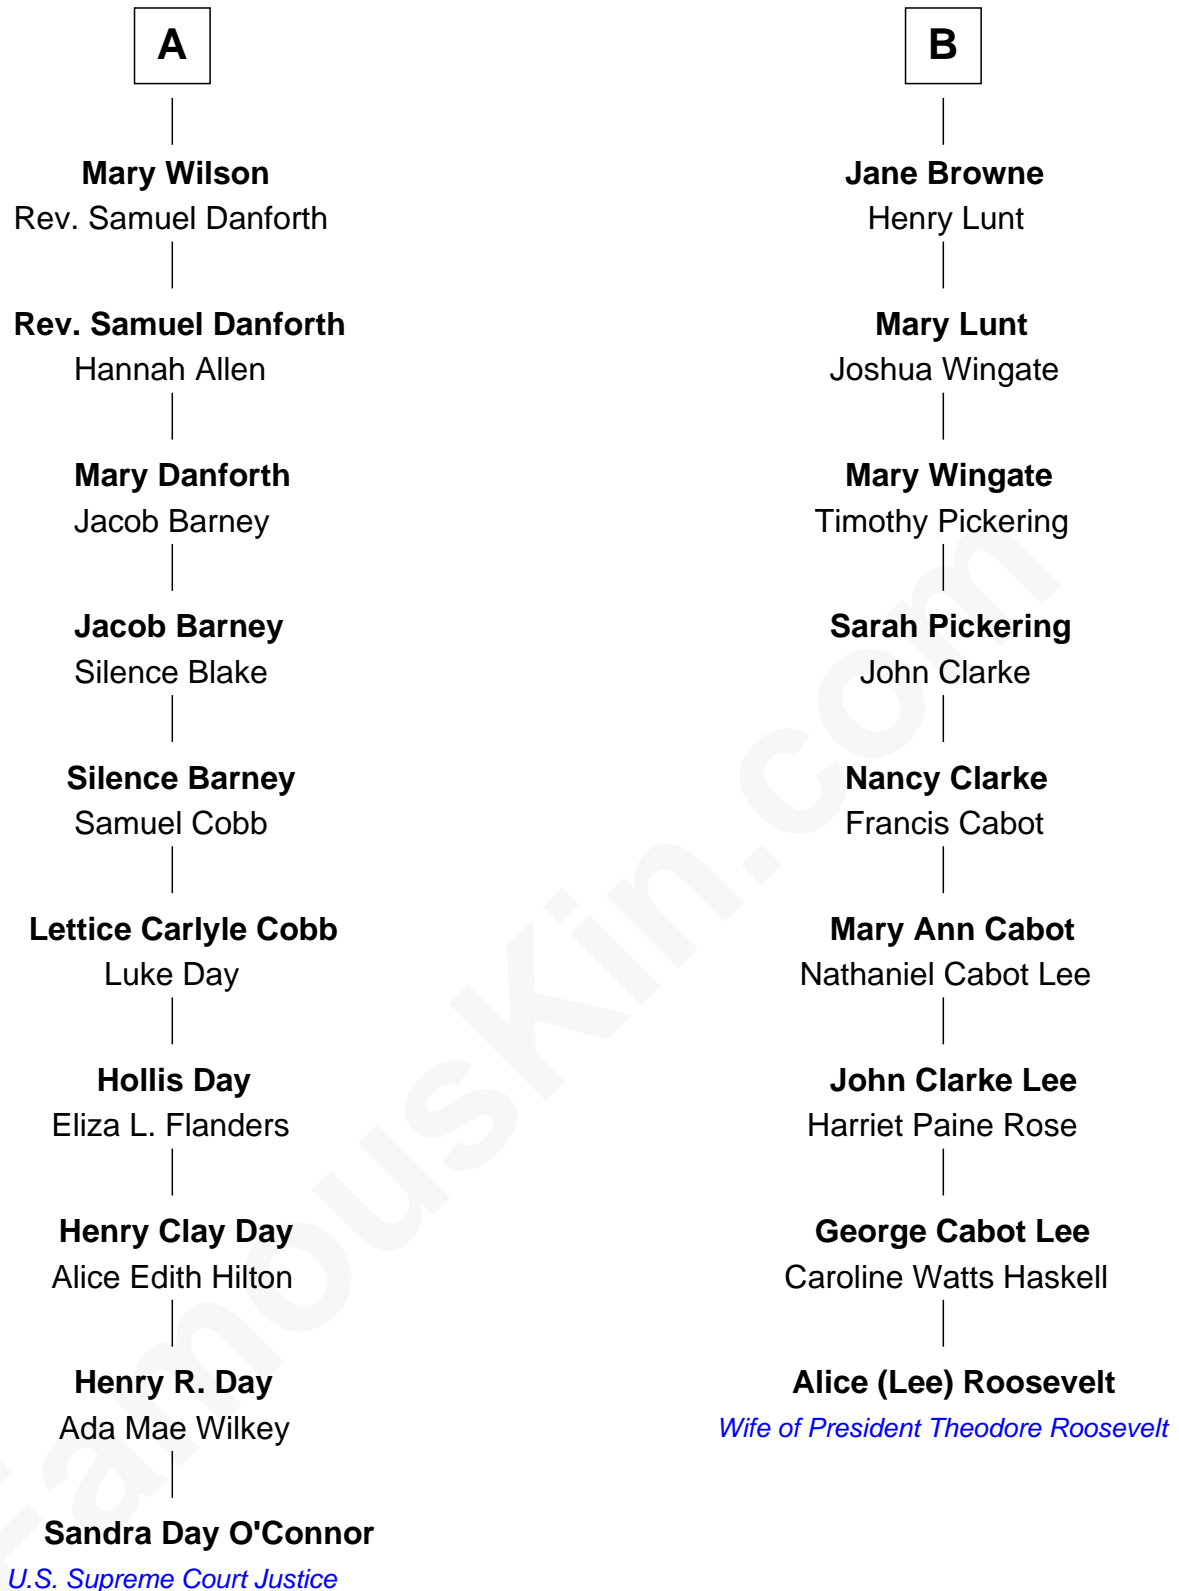 A
Mary Wilson
Rev. Samuel Danforth
Rev. Samuel Danforth
Hannah Allen
Mary Danforth
Jacob Barney
Jacob Barney
Silence Blake
Silence Barney
Samuel Cobb
Lettice Carlyle Cobb
Luke Day
Hollis Day
Eliza L. Flanders
Henry Clay Day
Alice Edith Hilton
Henry R. Day
Ada Mae Wilkey
Sandra Day O'Connor
U.S. Supreme Court Justice
B
Jane Browne
Henry Lunt
Mary Lunt
Joshua Wingate
Mary Wingate
Timothy Pickering
Sarah Pickering
John Clarke
Nancy Clarke
Francis Cabot
Mary Ann Cabot
Nathaniel Cabot Lee
John Clarke Lee
Harriet Paine Rose
George Cabot Lee
Caroline Watts Haskell
Alice (Lee) Roosevelt
Wife of President Theodore Roosevelt
FamousKin.com